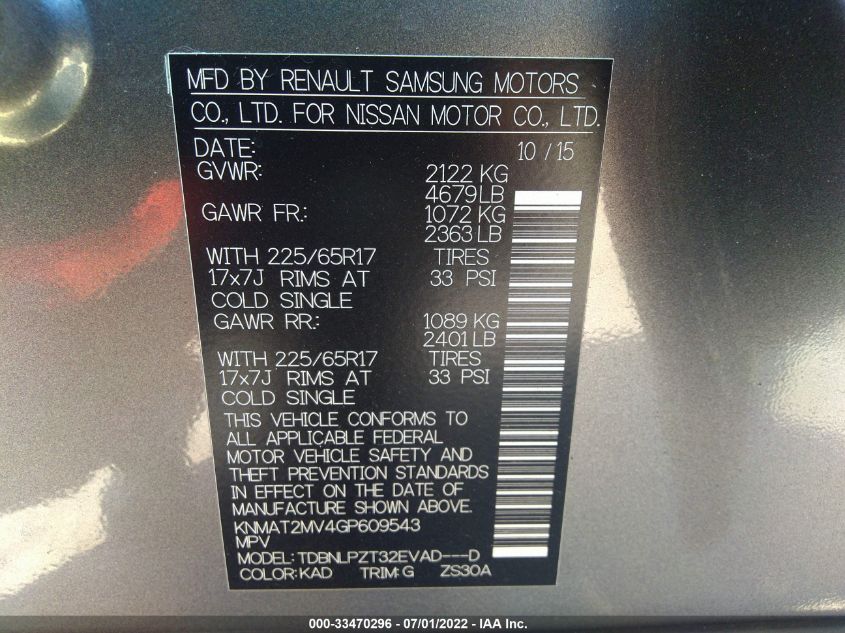 MFD BY RENAULT SAMSUNG MOTORS
CO., LTD. FOR NISSAN MOTOR CO., LTD.
DATE: 10 / 15
GVWR: 2122 KG
4679 LB
GAWR FR: 1072 KG
2363 LB
WITH 225/65R17 TIRES
17x7J RIMS AT 33 PSI
COLD SINGLE
GAWR RR: 1089 KG
2401 LB
WITH 225/65R17 TIRES
17x7J RIMS AT 33 PSI
COLD SINGLE
THIS VEHICLE CONFORMS TO
ALL APPLICABLE FEDERAL
MOTOR VEHICLE SAFETY AND
THEFT PREVENTION STANDARDS
IN EFFECT ON THE DATE OF
MANUFACTURE SHOWN ABOVE.
KNMAT2MV4GP609543
MPV
MODEL: TDBNLPZT32EVAD---D
COLOR: KAD TRIM: G ZS30A
000-33470296 - 07/01/2022 - IAA Inc.